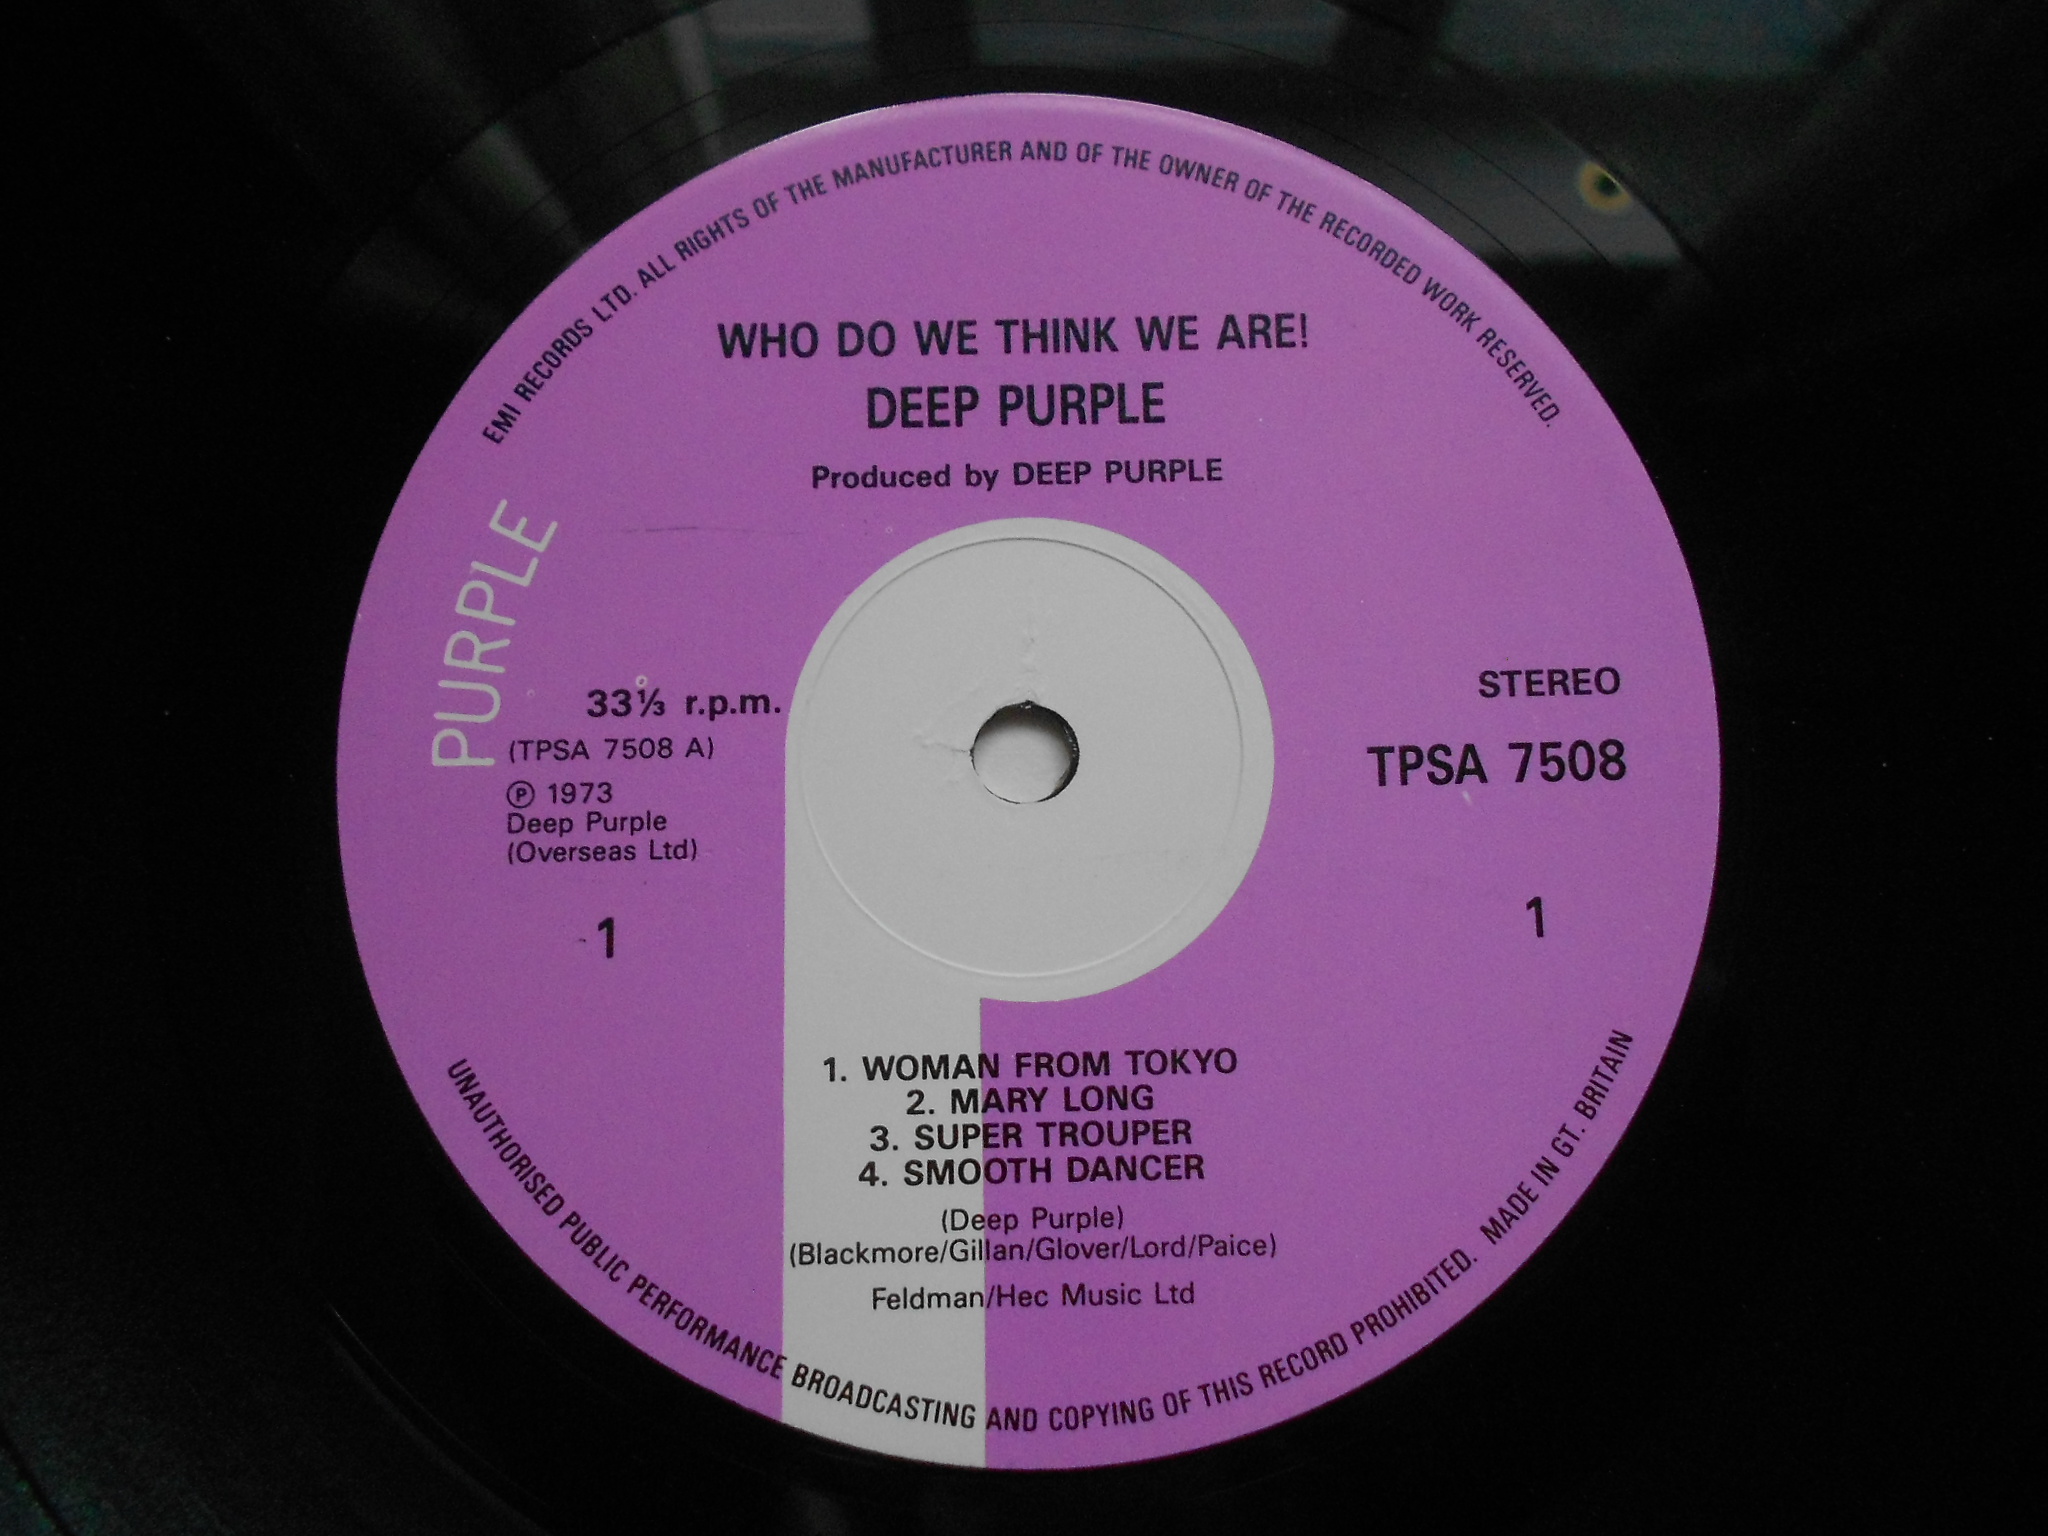 EMI RECORDS LTD. ALL RIGHTS OF THE MANUFACTURER AND OF THE OWNER OF THE RECORDED WORK RESERVED.
WHO DO WE THINK WE ARE!
DEEP PURPLE
Produced by DEEP PURPLE
PURPLE
33⅓ r.p.m.
(TPSA 7508 A)
℗ 1973
Deep Purple
(Overseas Ltd)
1
STEREO
TPSA 7508
1
1. WOMAN FROM TOKYO
2. MARY LONG
3. SUPER TROUPER
4. SMOOTH DANCER
(Deep Purple)
(Blackmore/Gillan/Glover/Lord/Paice)
Feldman/Hec Music Ltd
UNAUTHORISED PUBLIC PERFORMANCE BROADCASTING AND COPYING OF THIS RECORD PROHIBITED. MADE IN GT. BRITAIN